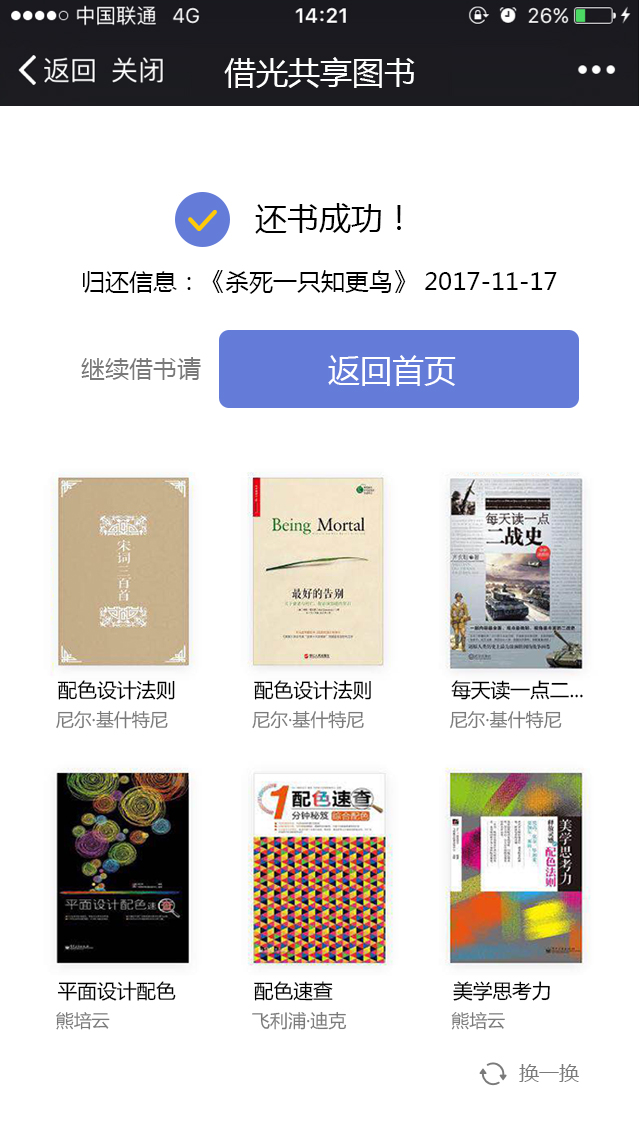 中国联通 4G 14:21 26%
返回 关闭 借光共享图书
还书成功！
归还信息：《杀死一只知更鸟》 2017-11-17
继续借书请 返回首页
宋词三百首
Being Mortal
最好的告别
每天读一点
二战史
配色设计法则 配色设计法则 每天读一点二...
尼尔·基什特尼 尼尔·基什特尼 尼尔·基什特尼
平面设计配色速查
1 配色速查
分钟秘笈 综合配色
美学思考力
配色法则
平面设计配色 配色速查 美学思考力
熊培云 飞利浦·迪克 熊培云
换一换